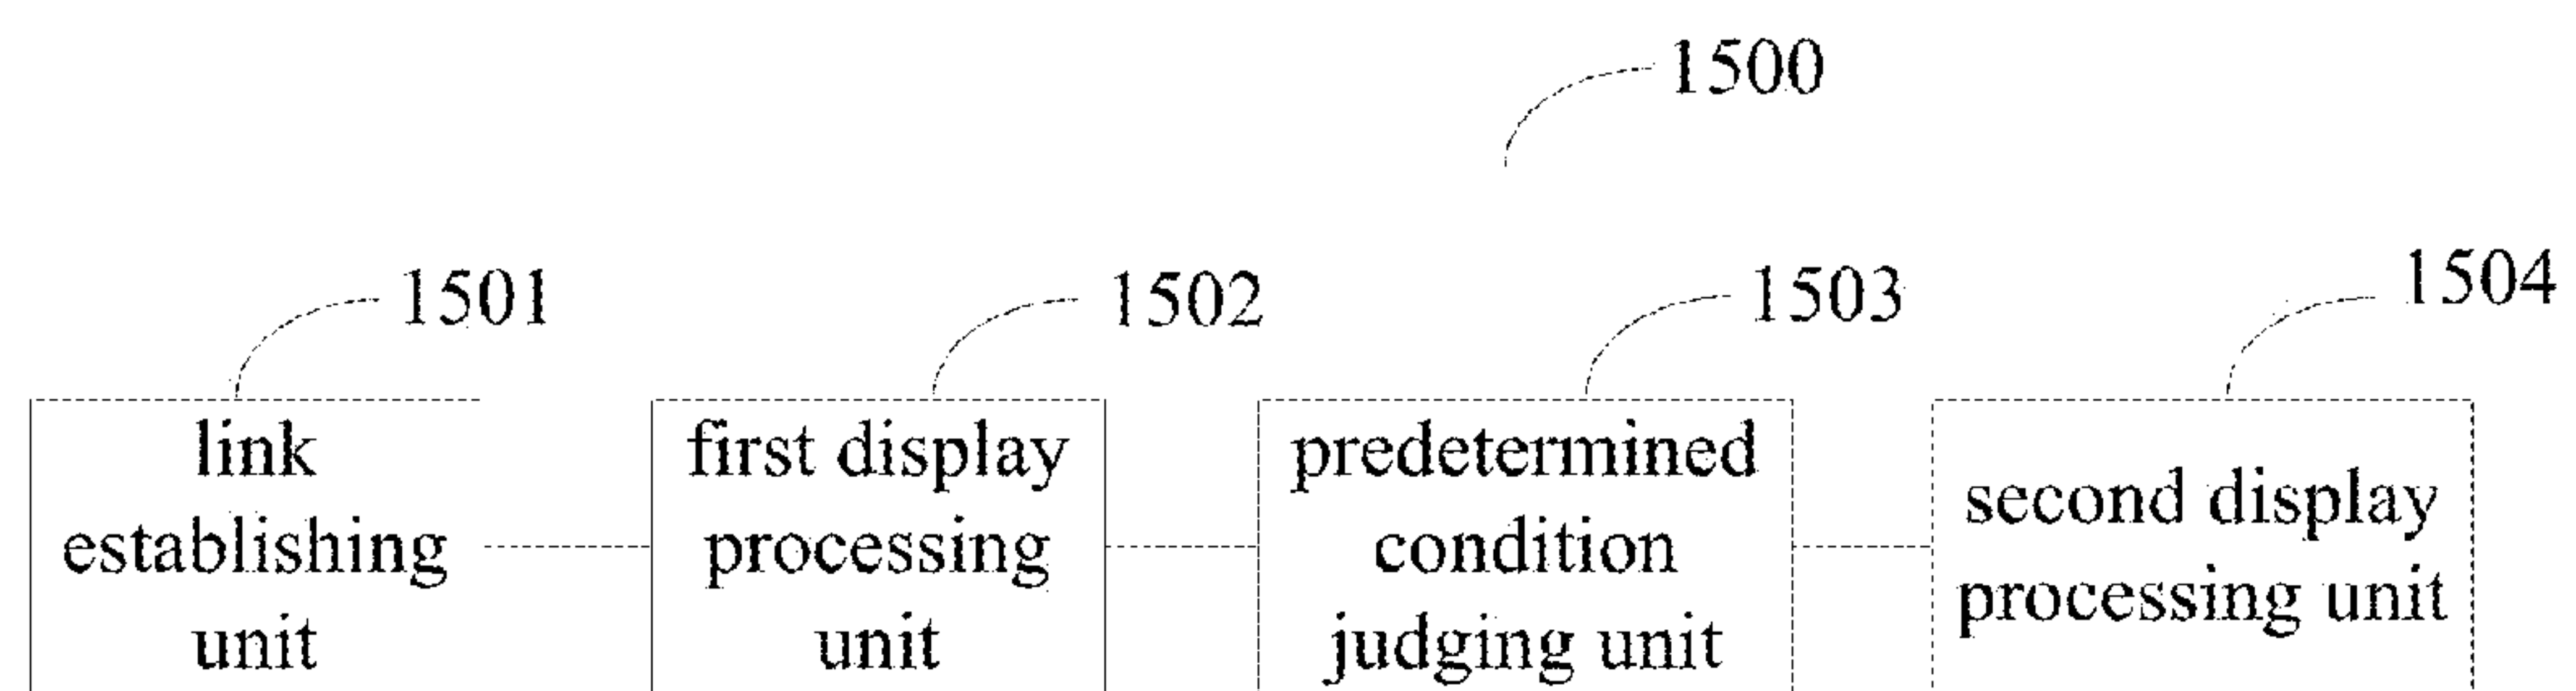 1500
1501
1502
1503
1504
link
establishing
unit
first display
processing
unit
predetermined
condition
judging unit
second display
processing unit